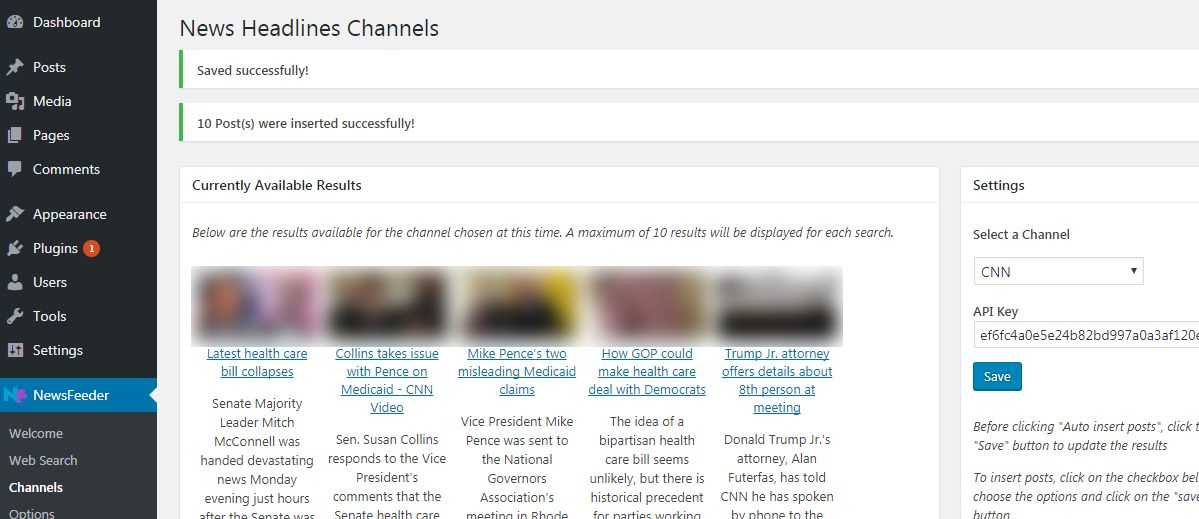 Dashboard
Posts
Media
Pages
Comments
Appearance
Plugins 1
Users
Tools
Settings
NewsFeeder
Welcome
Web Search
Channels
Options
News Headlines Channels
Saved successfully!
10 Post(s) were inserted successfully!
Currently Available Results
Below are the results available for the channel chosen at this time. A maximum of 10 results will be displayed for each search.
Latest health care
bill collapses
Senate Majority
Leader Mitch
McConnell was
handed devastating
news Monday
evening just hours
after the Senate was
Collins takes issue
with Pence on
Medicaid - CNN
Video
Sen. Susan Collins
responds to the Vice
President's
comments that the
Senate health care
Mike Pence's two
misleading Medicaid
claims
Vice President Mike
Pence was sent to
the National
Governors
Association's
meeting in Rhode
How GOP could
make health care
deal with Democrats
The idea of a
bipartisan health
care bill seems
unlikely, but there is
historical precedent
for parties working
Trump Jr. attorney
offers details about
8th person at
meeting
Donald Trump Jr.'s
attorney, Alan
Futerfas, has told
CNN he has spoken
by phone to the
Settings
Select a Channel
CNN
API Key
ef6fc4a0e5e24b82bd997a0a3af120e
Save
Before clicking "Auto insert posts", click t
"Save" button to update the results
To insert posts, click on the checkbox bel
choose the options and click on the "save
button